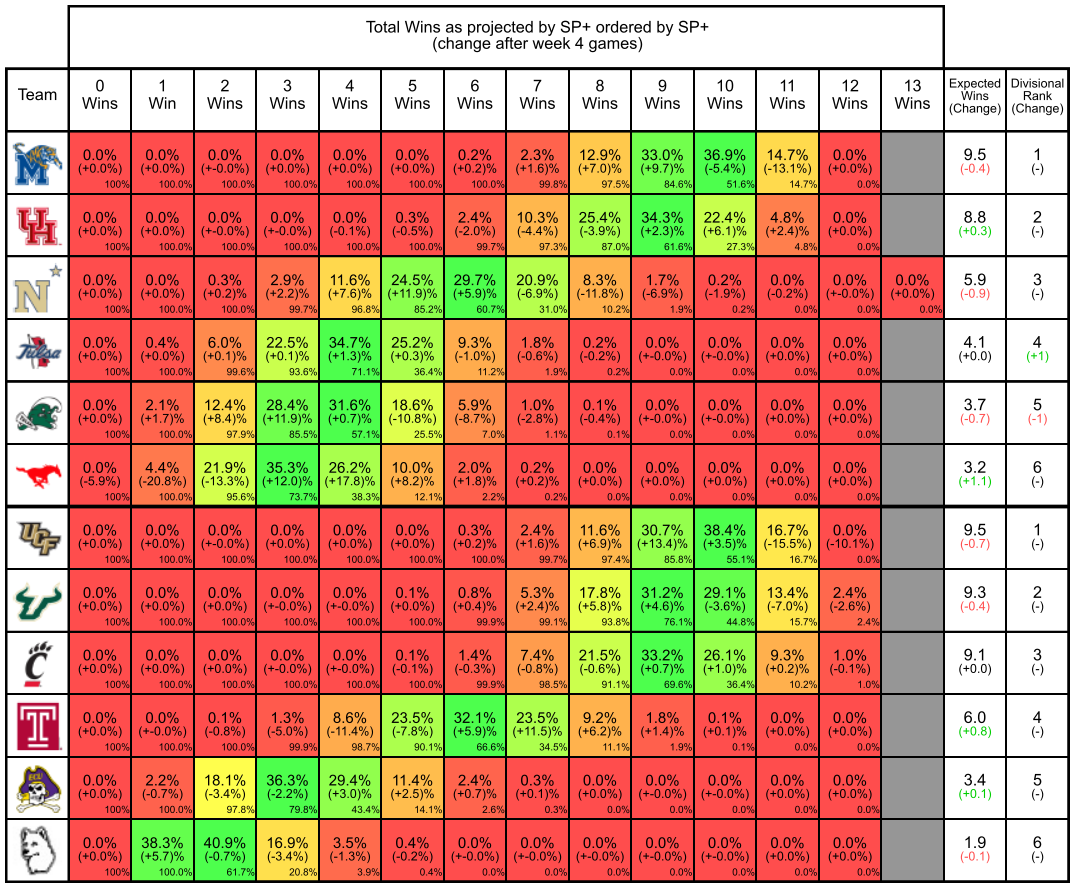 Total Wins as projected by SP+ ordered by SP+
(change after week 4 games)
Team 0 Wins 1 Win 2 Wins 3 Wins 4 Wins 5 Wins 6 Wins 7 Wins 8 Wins 9 Wins 10 Wins 11 Wins 12 Wins 13 Wins Expected Wins (Change) Divisional Rank (Change)
M 0.0% 0.0% 0.0% 0.0% 0.0% 0.0% 0.2% 2.3% 12.9% 33.0% 36.9% 14.7% 0.0% 9.5 1
(+0.0%) (+0.0%) (+-0.0%) (+0.0%) (+0.0%) (+0.0%) (+0.2%) (+1.6%) (+7.0%) (+9.7%) (-5.4%) (-13.1%) (+0.0%) (-0.4) (-)
100% 100.0% 100.0% 100.0% 100.0% 100.0% 100.0% 99.8% 97.5% 84.6% 51.6% 14.7% 0.0%
UH 0.0% 0.0% 0.0% 0.0% 0.0% 0.3% 2.4% 10.3% 25.4% 34.3% 22.4% 4.8% 0.0% 8.8 2
(+0.0%) (+0.0%) (+-0.0%) (+-0.0%) (-0.1%) (-0.5%) (-2.0%) (-4.4%) (-3.9%) (+2.3%) (+6.1%) (+2.4%) (+0.0%) (+0.3) (-)
100% 100.0% 100.0% 100.0% 100.0% 100.0% 99.7% 97.3% 87.0% 61.6% 27.3% 4.8% 0.0%
N 0.0% 0.0% 0.3% 2.9% 11.6% 24.5% 29.7% 20.9% 8.3% 1.7% 0.2% 0.0% 0.0% 0.0% 5.9 3
(+0.0%) (+0.0%) (+0.2%) (+2.2%) (+7.6%) (+11.9)% (+5.9)% (-6.9%) (-11.8%) (-6.9%) (-1.9%) (-0.2%) (+-0.0%) (+0.0%) (-0.9) (-)
100% 100.0% 100.0% 99.7% 96.8% 85.2% 60.7% 31.0% 10.2% 1.9% 0.2% 0.0% 0.0% 0.0%
Tulsa 0.0% 0.4% 6.0% 22.5% 34.7% 25.2% 9.3% 1.8% 0.2% 0.0% 0.0% 0.0% 0.0% 4.1 4
(+0.0%) (+0.0%) (+0.1%) (+0.1%) (+1.3%) (+0.3%) (-1.0%) (-0.6%) (-0.2%) (+-0.0%) (+-0.0%) (+0.0%) (+0.0%) (+0.0) (+1)
100% 100.0% 99.6% 93.6% 71.1% 36.4% 11.2% 1.9% 0.2% 0.0% 0.0% 0.0% 0.0%
0.0% 2.1% 12.4% 28.4% 31.6% 18.6% 5.9% 1.0% 0.1% 0.0% 0.0% 0.0% 0.0% 3.7 5
(+0.0%) (+1.7%) (+8.4%) (+11.9%) (+0.7%) (-10.8%) (-8.7%) (-2.8%) (-0.4%) (+-0.0%) (+-0.0%) (+0.0%) (+0.0%) (-0.7) (-1)
100% 100.0% 97.9% 85.5% 57.1% 25.5% 7.0% 1.1% 0.1% 0.0% 0.0% 0.0% 0.0%
0.0% 4.4% 21.9% 35.3% 26.2% 10.0% 2.0% 0.2% 0.0% 0.0% 0.0% 0.0% 0.0% 3.2 6
(-5.9%) (-20.8%) (-13.3%) (+12.0%) (+17.8%) (+8.2%) (+1.8%) (+0.2%) (+0.0%) (+0.0%) (+0.0%) (+0.0%) (+0.0%) (+1.1) (-)
100% 100.0% 95.6% 73.7% 38.3% 12.1% 2.2% 0.2% 0.0% 0.0% 0.0% 0.0% 0.0%
UCF 0.0% 0.0% 0.0% 0.0% 0.0% 0.0% 0.3% 2.4% 11.6% 30.7% 38.4% 16.7% 0.0% 9.5 1
(+0.0%) (+0.0%) (+-0.0%) (+0.0%) (+0.0%) (+0.0%) (+0.2%) (+1.6%) (+6.9%) (+13.4)% (+3.5)% (-15.5%) (-10.1%) (-0.7) (-)
100% 100.0% 100.0% 100.0% 100.0% 100.0% 100.0% 99.7% 97.4% 85.8% 55.1% 16.7% 0.0%
0.0% 0.0% 0.0% 0.0% 0.0% 0.1% 0.8% 5.3% 17.8% 31.2% 29.1% 13.4% 2.4% 9.3 2
(+0.0%) (+0.0%) (+0.0%) (+-0.0%) (+-0.0%) (+0.0%) (+0.4%) (+2.4%) (+5.8%) (+4.6%) (-3.6%) (-7.0%) (-2.6%) (-0.4) (-)
100% 100.0% 100.0% 100.0% 100.0% 100.0% 99.9% 99.1% 93.8% 76.1% 44.8% 15.7% 2.4%
C 0.0% 0.0% 0.0% 0.0% 0.0% 0.1% 1.4% 7.4% 21.5% 33.2% 26.1% 9.3% 1.0% 9.1 3
(+0.0%) (+0.0%) (+0.0%) (+-0.0%) (+-0.0%) (-0.1%) (-0.3%) (-0.8%) (-0.6%) (+0.7)% (+1.0)% (+0.2%) (-0.1%) (+0.0) (-)
100% 100.0% 100.0% 100.0% 100.0% 100.0% 99.9% 98.5% 91.1% 69.6% 36.4% 10.2% 1.0%
T 0.0% 0.0% 0.1% 1.3% 8.6% 23.5% 32.1% 23.5% 9.2% 1.8% 0.1% 0.0% 0.0% 6.0 4
(+0.0%) (+-0.0%) (-0.8%) (-5.0%) (-11.4%) (-7.8%) (+5.9%) (+11.5)% (+6.2%) (+1.4%) (+0.1%) (+0.0%) (+0.0%) (+0.8) (-)
100% 100.0% 100.0% 99.9% 98.7% 90.1% 66.6% 34.5% 11.1% 1.9% 0.1% 0.0% 0.0%
ECU 0.0% 2.2% 18.1% 36.3% 29.4% 11.4% 2.4% 0.3% 0.0% 0.0% 0.0% 0.0% 0.0% 3.4 5
(+0.0%) (-0.7%) (-3.4%) (-2.2%) (+3.0%) (+2.5%) (+0.7%) (+0.1%) (+-0.0%) (+-0.0%) (+-0.0%) (+0.0%) (+0.0%) (+0.1) (-)
100% 100.0% 97.8% 79.8% 43.4% 14.1% 2.6% 0.3% 0.0% 0.0% 0.0% 0.0% 0.0%
0.0% 38.3% 40.9% 16.9% 3.5% 0.4% 0.0% 0.0% 0.0% 0.0% 0.0% 0.0% 0.0% 1.9 6
(+0.0%) (+5.7)% (-0.7%) (-3.4%) (-1.3%) (-0.2%) (+-0.0%) (+-0.0%) (+-0.0%) (+-0.0%) (+-0.0%) (+0.0%) (+0.0%) (-0.1) (-)
100% 100.0% 61.7% 20.8% 3.9% 0.4% 0.0% 0.0% 0.0% 0.0% 0.0% 0.0% 0.0%